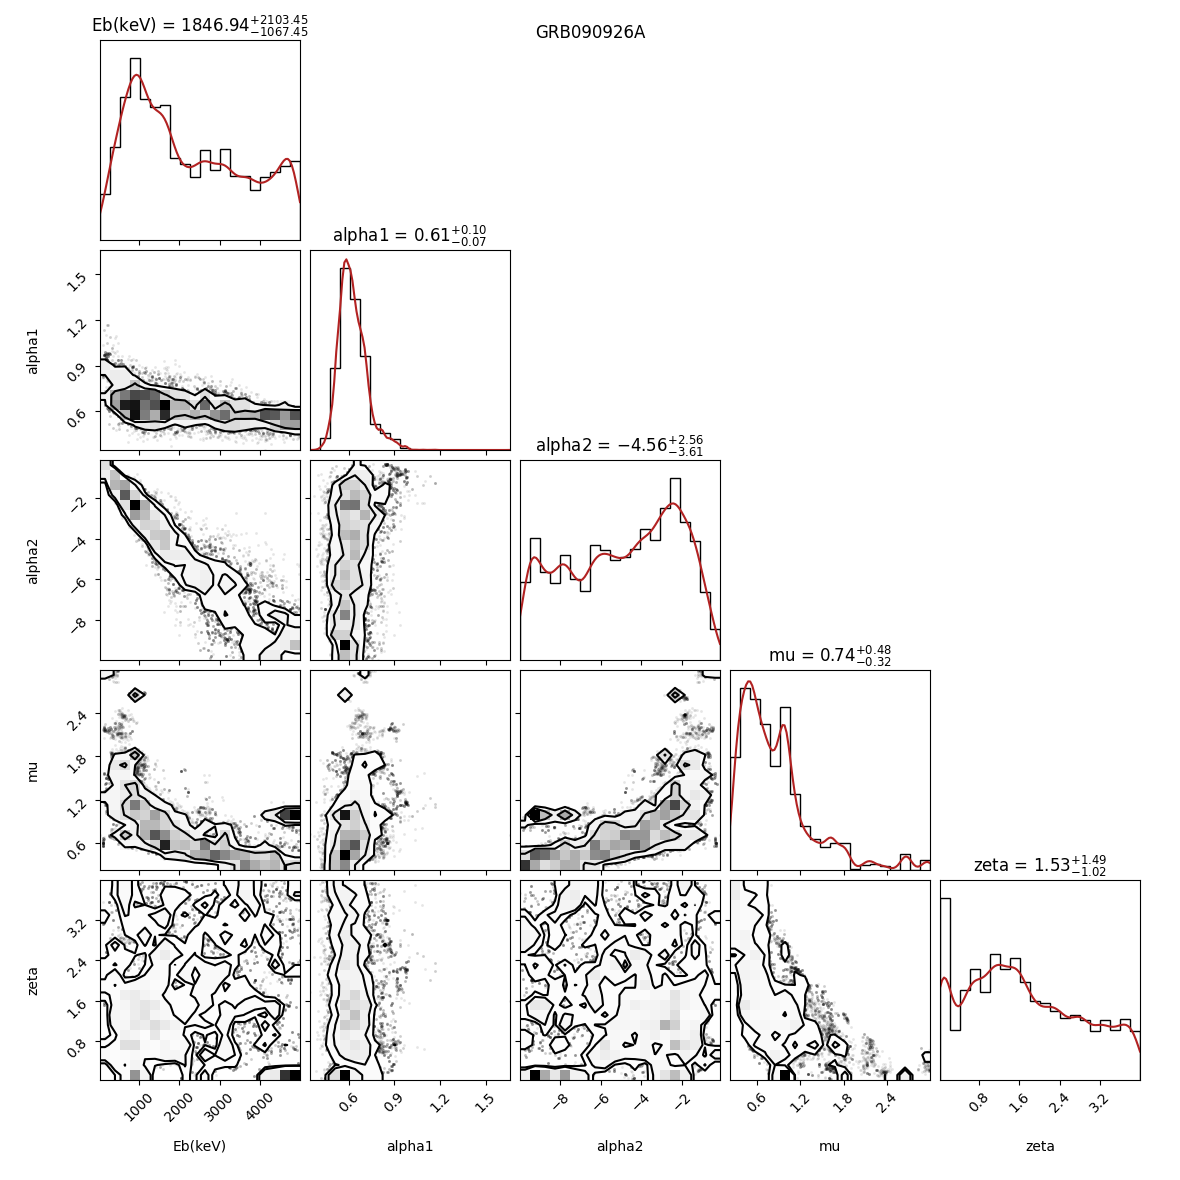 GRB090926A
Eb(keV) = 1846.94+2103.45−1067.45
alpha1 = 0.61+0.10−0.07
1.5
1.2
0.9
0.6
alpha1
alpha2 = −4.56+2.56−3.61
−2
−4
−6
−8
alpha2
mu = 0.74+0.48−0.32
2.4
1.8
1.2
0.6
mu
zeta = 1.53+1.49−1.02
3.2
2.4
1.6
0.8
zeta
1000 2000 3000 4000
0.6 0.9 1.2 1.5
−8 −6 −4 −2
0.6 1.2 1.8 2.4
0.8 1.6 2.4 3.2
Eb(keV) alpha1 alpha2 mu zeta